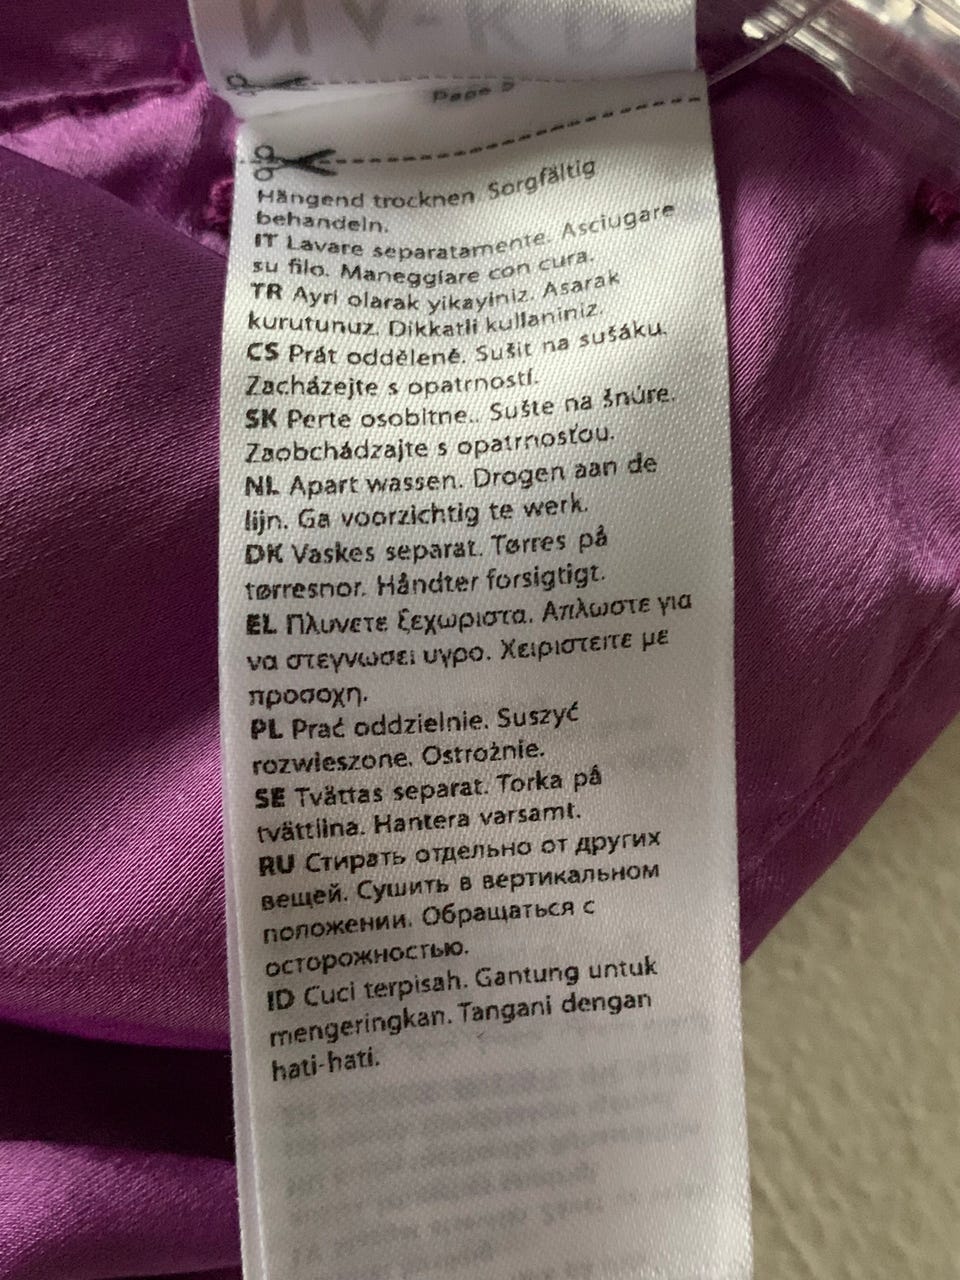 Hängend trocknen. Sorgfältig
behandeln.
IT Lavare separatamente. Asciugare
su filo. Maneggiare con cura.
TR Ayri olarak yikayiniz. Asarak
kurutunuz. Dikkatli kullaniniz.
CS Prát odděleně. Sušit na sušáku.
Zacházejte s opatrností.
SK Perte osobitne.. Sušte na šnúre.
Zaobchádzajte s opatrnosťou.
NL Apart wassen. Drogen aan de
lijn. Ga voorzichtig te werk.
DK Vaskes separat. Tørres på
tørresnor. Håndter forsigtigt.
EL Πλυνετε ξεχωριστα. Απλωστε για
να στεγνωσει υγρο. Χειριστειτε με
προσοχη.
PL Prać oddzielnie. Suszyć
rozwieszone. Ostrożnie.
SE Tvättas separat. Torka på
tvättlina. Hantera varsamt.
RU Стирать отдельно от других
вещей. Сушить в вертикальном
положении. Обращаться с
осторожностью.
ID Cuci terpisah. Gantung untuk
mengeringkan. Tangani dengan
hati-hati.